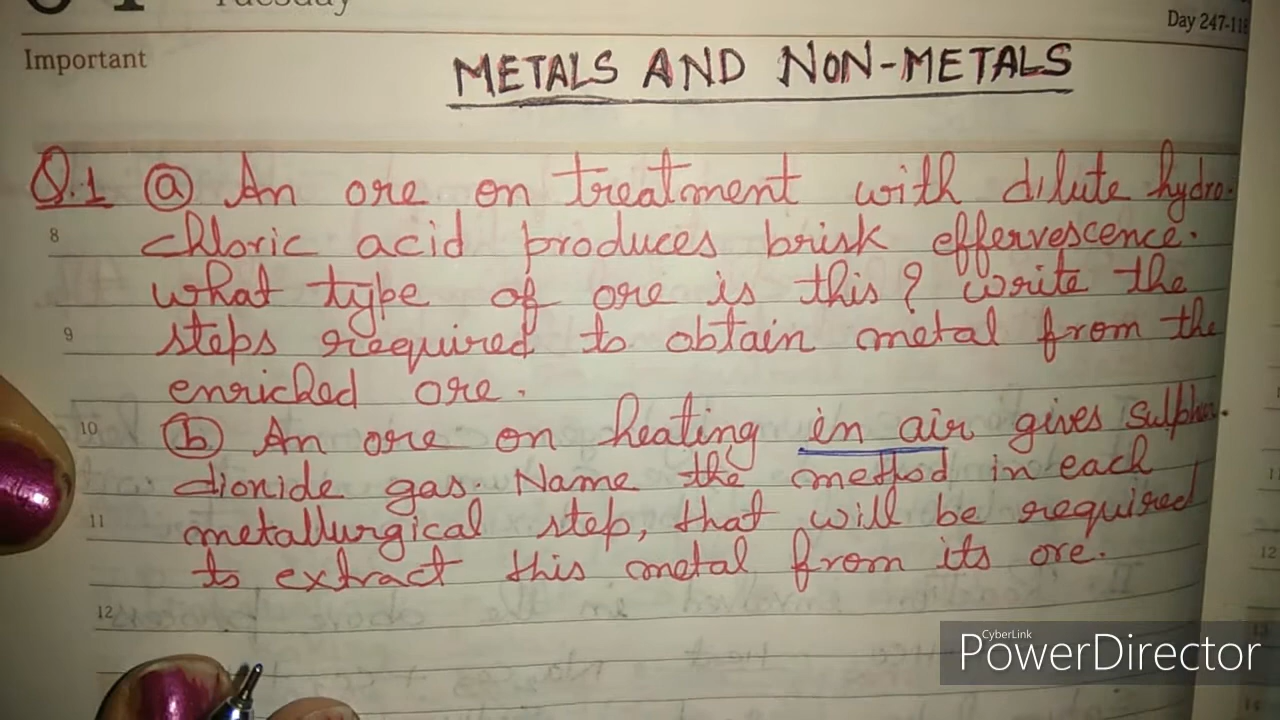 Tuesday
Day 247-118
Important
METALS AND NON-METALS
Q.1 (a) An ore on treatment with dilute hydro-
8 chloric acid produces brisk effervescence.
what type of ore is this? Write the
9 steps required to obtain metal from the
enriched ore.
10 (b) An ore on heating in air gives sulphur
dioxide gas. Name the method in each
11 metallurgical step, that will be required
to extract this metal from its ore.
12
CyberLink
PowerDirector